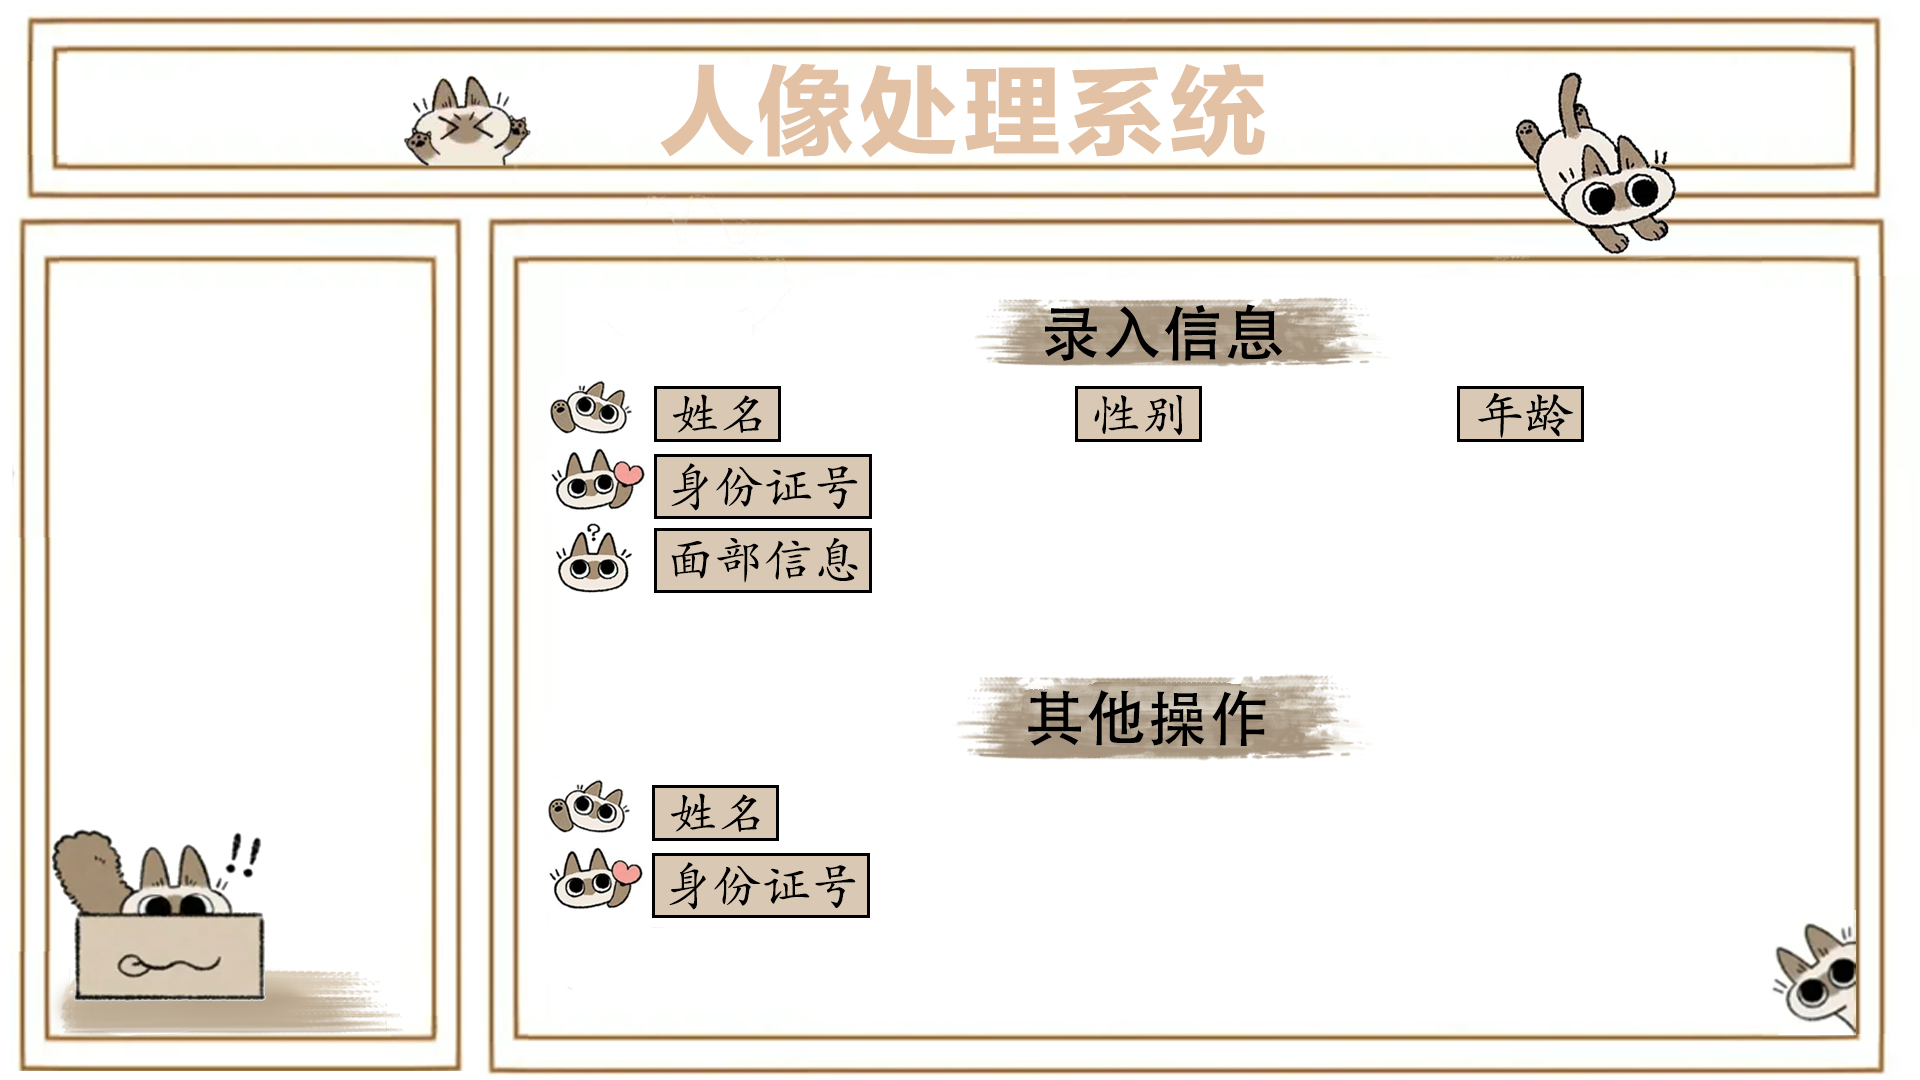 人像处理系统
!!
录入信息
姓名 性别 年龄
身份证号
?
面部信息
其他操作
姓名
身份证号